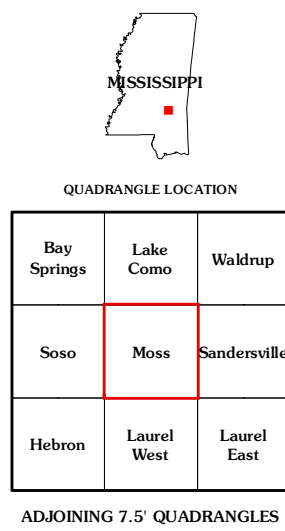 MISSISSIPPI
QUADRANGLE LOCATION
Bay
Springs
Lake
Como
Waldrup
Soso
Moss
Sandersville
Hebron
Laurel
West
Laurel
East
ADJOINING 7.5' QUADRANGLES